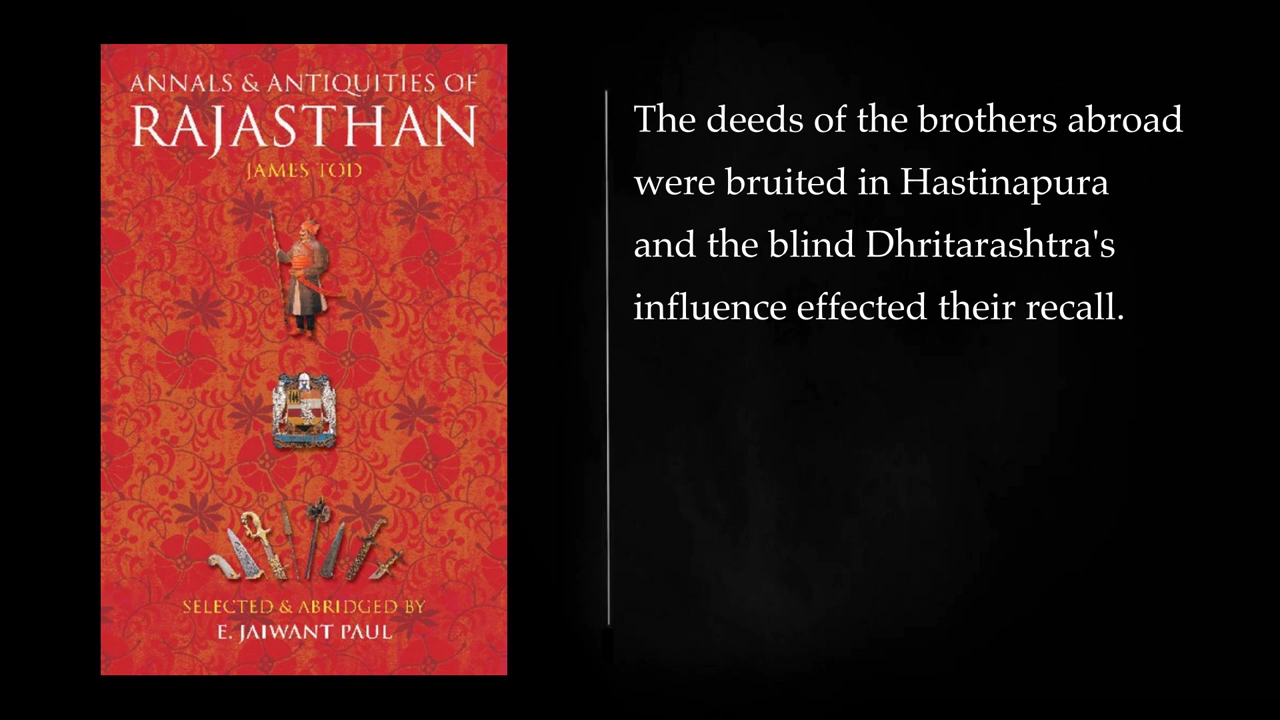 ANNALS & ANTIQUITIES OF
RAJASTHAN
JAMES TOD
SELECTED & ABRIDGED BY
E. JAIWANT PAUL
The deeds of the brothers abroad
were bruited in Hastinapura
and the blind Dhritarashtra's
influence effected their recall.